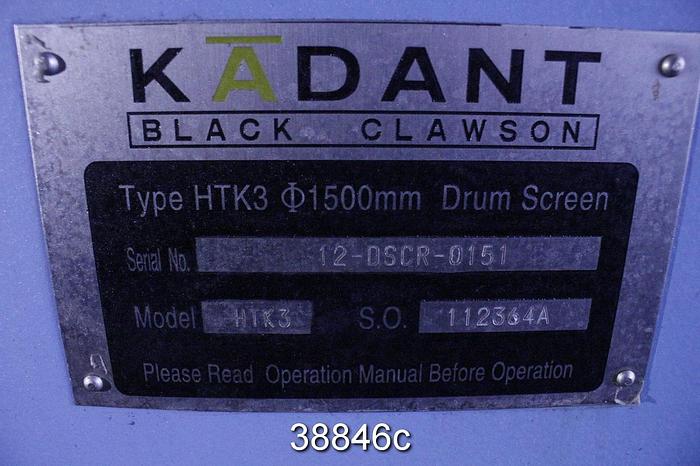 KADANT
BLACK CLAWSON
Type HTK3 Φ1500mm Drum Screen
Serial No. 12-DSCR-0151
Model HTK3 S.O. 112364A
Please Read Operation Manual Before Operation
38846c